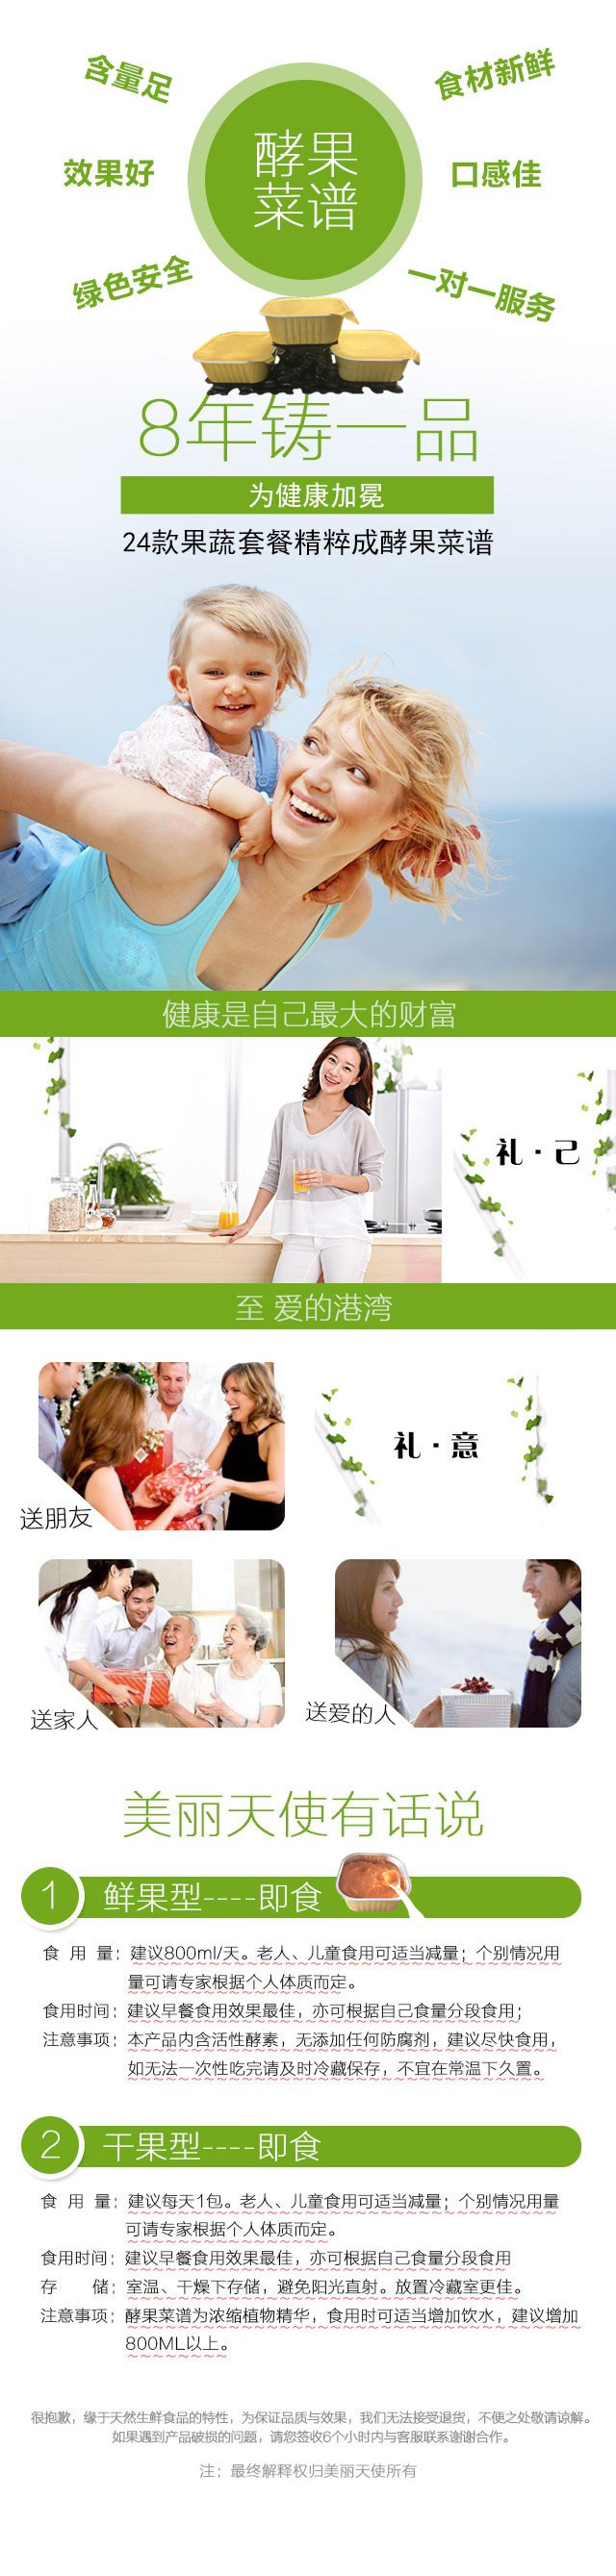 含量足
食材新鲜
效果好
酵果
菜谱
口感佳
绿色安全
一对一服务
8年铸一品
为健康加冕
24款果蔬套餐精粹成酵果菜谱
健康是自己最大的财富
礼·己
至 爱的港湾
礼·意
送朋友
送家人
送爱的人
美丽天使有话说
1 鲜果型----即食
食 用 量：建议800ml/天。老人、儿童食用可适当减量；个别情况用
量可请专家根据个人体质而定。
食用时间：建议早餐食用效果最佳，亦可根据自己食量分段食用；
注意事项：本产品内含活性酵素，无添加任何防腐剂，建议尽快食用，
如无法一次性吃完请及时冷藏保存，不宜在常温下久置。
2 干果型----即食
食 用 量：建议每天1包。老人、儿童食用可适当减量；个别情况用量
可请专家根据个人体质而定。
食用时间：建议早餐食用效果最佳，亦可根据自己食量分段食用
存 储：室温、干燥下存储，避免阳光直射。放置冷藏室更佳。
注意事项：酵果菜谱为浓缩植物精华，食用时可适当增加饮水，建议增加
800ML以上。
很抱歉，缘于天然生鲜食品的特性，为保证品质与效果，我们无法接受退货，不便之处敬请谅解。
如果遇到产品破损的问题，请您签收6个小时内与客服联系谢谢合作。
注：最终解释权归美丽天使所有